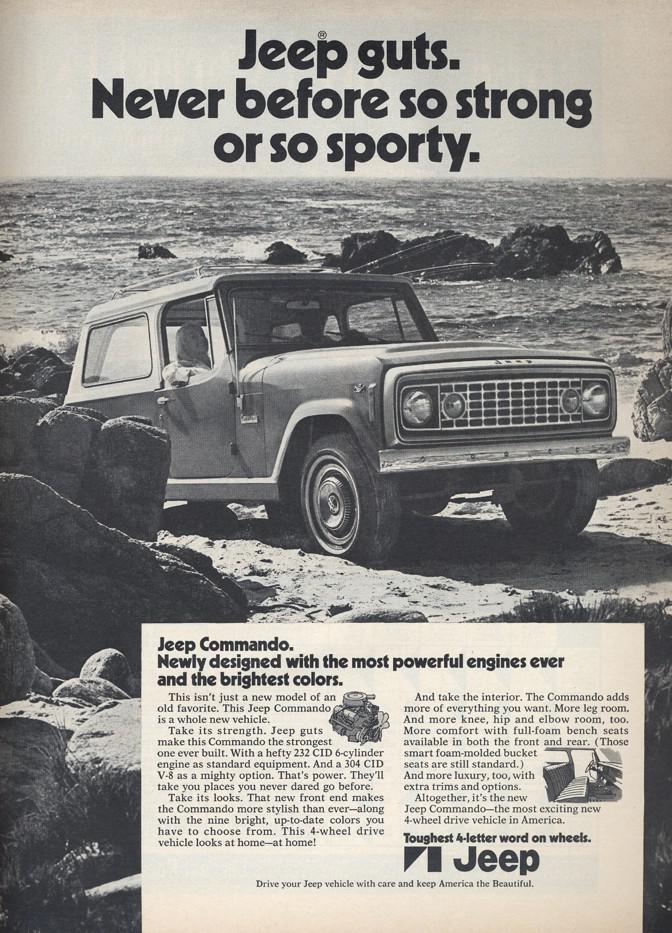 Jeep® guts.
Never before so strong
or so sporty.
Jeep
Jeep Commando.
Newly designed with the most powerful engines ever
and the brightest colors.
This isn't just a new model of an
old favorite. This Jeep Commando
is a whole new vehicle.
Take its strength. Jeep guts
make this Commando the strongest
one ever built. With a hefty 232 CID 6-cylinder
engine as standard equipment. And a 304 CID
V-8 as a mighty option. That's power. They'll
take you places you never dared go before.
Take its looks. That new front end makes
the Commando more stylish than ever—along
with the nine bright, up-to-date colors you
have to choose from. This 4-wheel drive
vehicle looks at home—at home!
And take the interior. The Commando adds
more of everything you want. More leg room.
And more knee, hip and elbow room, too.
More comfort with full-foam bench seats
available in both the front and rear. (Those
smart foam-molded bucket
seats are still standard.)
And more luxury, too, with
extra trims and options.
Altogether, it's the new
Jeep Commando—the most exciting new
4-wheel drive vehicle in America.
Toughest 4-letter word on wheels.
Jeep
Drive your Jeep vehicle with care and keep America the Beautiful.